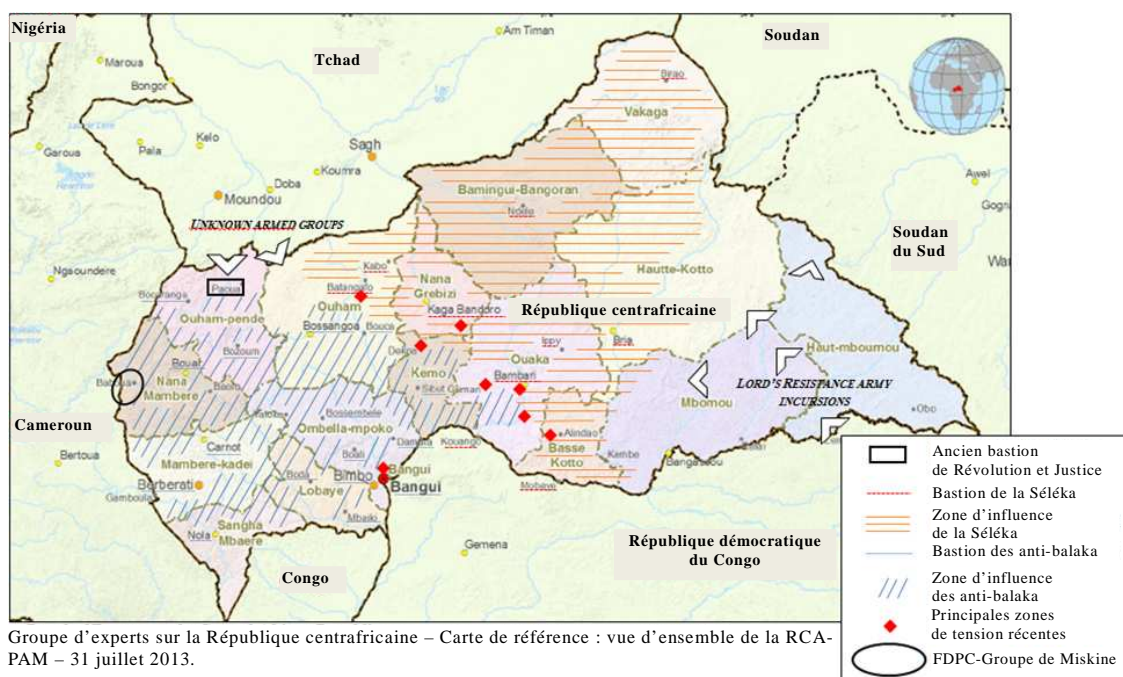 Nigéria
Soudan
Am Timan
Tchad
Maroua
Bongor
Birao
Vakaga
Kelo
Pala
Garoua
Sagh
Koumra
Doba
Moundou
Bamingui-Bangoran
Ndele
Awel
Gogr
UNKNOWN ARMED GROUPS
Soudan
du Sud
War
Ngaoundere
Kabo
Paoua
Batangafo
Nana
Grebizi
Hautte-Kotto
Bocaranga
Ouham-pende
Ouham
Kaga Bandoro
République centrafricaine
Bossangoa
Bouca
Dekoa
Ippy
Bria
Haut-mboumou
Bozoum
Bouar
Ouaka
Kemo
Baboua
Nana
Mambere
Baoro
Sibut
Bambari
Mbomou
LORD'S RESISTANCE ARMY
INCURSIONS
Obo
Cameroun
Yaloke
Bossembele
Ombella-mpoko
Damara
Kouango
Alindao
Carnot
Basse
Kotto
Kembe
Bangassou
Bertoua
Mambere-kadei
Boali
Bangui
Boda
Bimbo
Bangui
Mobaye
Berberati
Gamboula
Lobaye
Mbaiki
Sangha
Mbaere
Nola
Gemena
République démocratique
du Congo
Congo
Ancien bastion
de Révolution et Justice
Bastion de la Séléka
Zone d’influence
de la Séléka
Bastion des anti-balaka
Zone d’influence
des anti-balaka
Principales zones
de tension récentes
FDPC-Groupe de Miskine
Groupe d’experts sur la République centrafricaine – Carte de référence : vue d’ensemble de la RCA-
PAM – 31 juillet 2013.